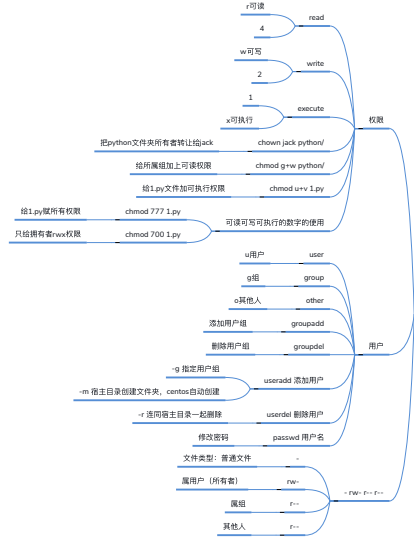 r可读
read
4
w可写
write
2
1
execute
x可执行
权限
把python文件夹所有者转让给jack
chown jack python/
给所属组加上可读权限
chmod g+w python/
给1.py文件加可执行权限
chmod u+v 1.py
给1.py赋所有权限
chmod 777 1.py
可读可写可执行的数字的使用
只给拥有者rwx权限
chmod 700 1.py
u用户
user
g组
group
o其他人
other
添加用户组
groupadd
删除用户组
groupdel
用户
-g 指定用户组
useradd 添加用户
-m 宿主目录创建文件夹，centos自动创建
-r 连同宿主目录一起删除
userdel 删除用户
修改密码
passwd 用户名
文件类型：普通文件
-
属用户（所有者）
rw-
- rw- r-- r--
属组
r--
其他人
r--